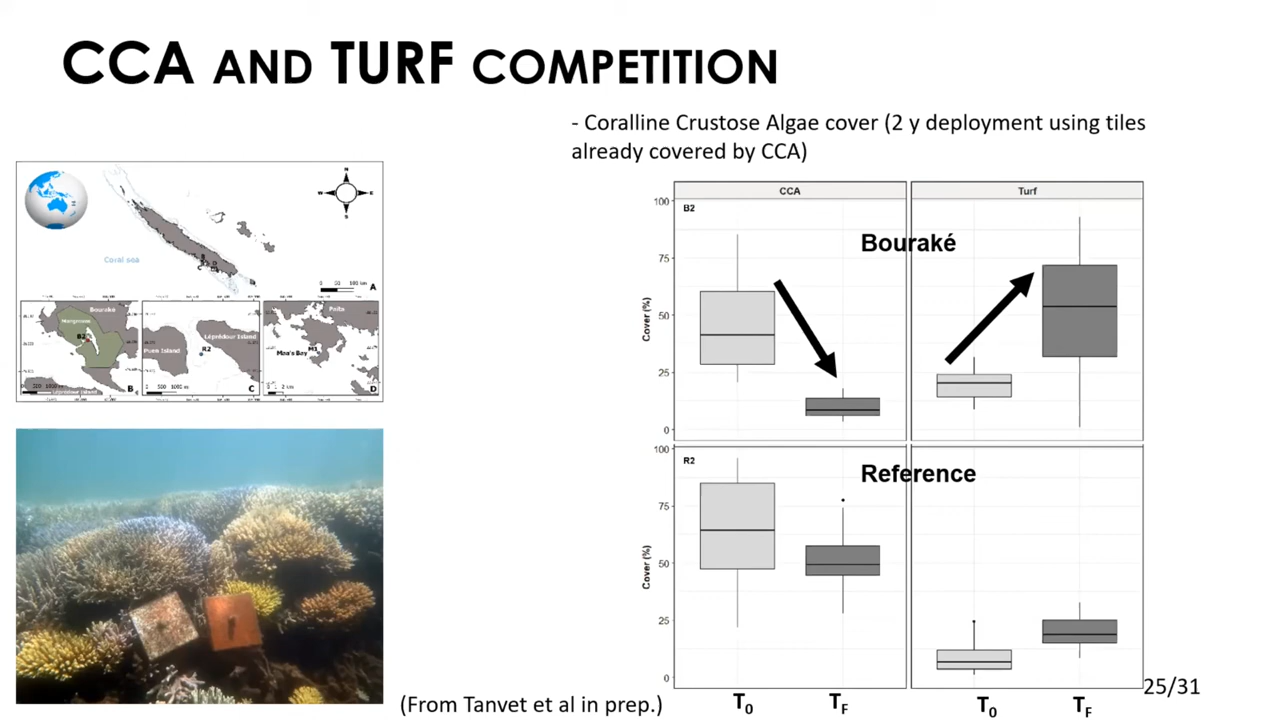 CCA AND TURF COMPETITION
- Coralline Crustose Algae cover (2 y deployment using tiles
already covered by CCA)
N
W
E
S
Coral sea
A
Bouraké
Mangroves
B2
B
Puen Island
Léprédour Island
R2
C
Païta
Maa's Bay
M1
D
CCA
Turf
B2
Bouraké
100
75
50
25
0
Cover (%)
R2
Reference
100
75
50
25
0
Cover (%)
T0
TF
T0
TF
(From Tanvet et al in prep.)
25/31